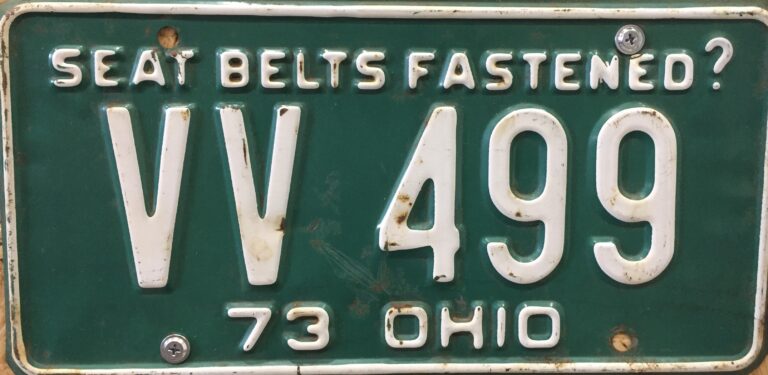 SEAT BELTS FASTENED?
VV 499
73 OHIO